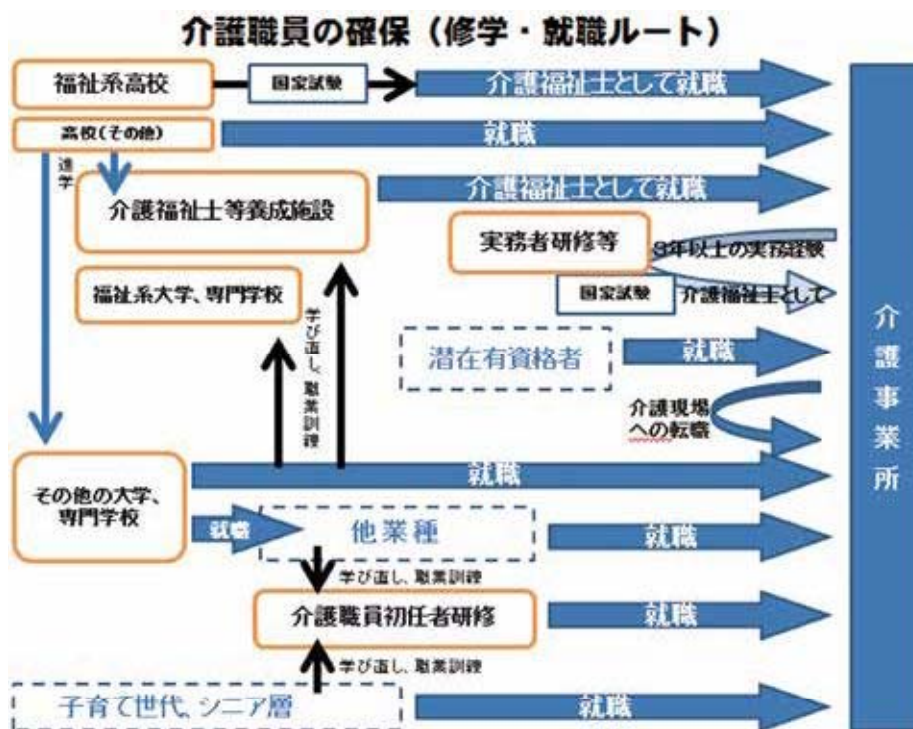 介護職員の確保（修学・就職ルート）
福祉系高校
国家試験
介護福祉士として就職
高校（その他）
就職
進学
介護福祉士等養成施設
介護福祉士として就職
実務者研修等
3年以上の実務経験
福祉系大学、専門学校
国家試験
介護福祉士として
学び直し、職業訓練
潜在有資格者
就職
介護現場
への転職
その他の大学、
専門学校
就職
就職
他業種
就職
学び直し、職業訓練
介護職員初任者研修
就職
学び直し、職業訓練
子育て世代、シニア層
就職
介護事業所